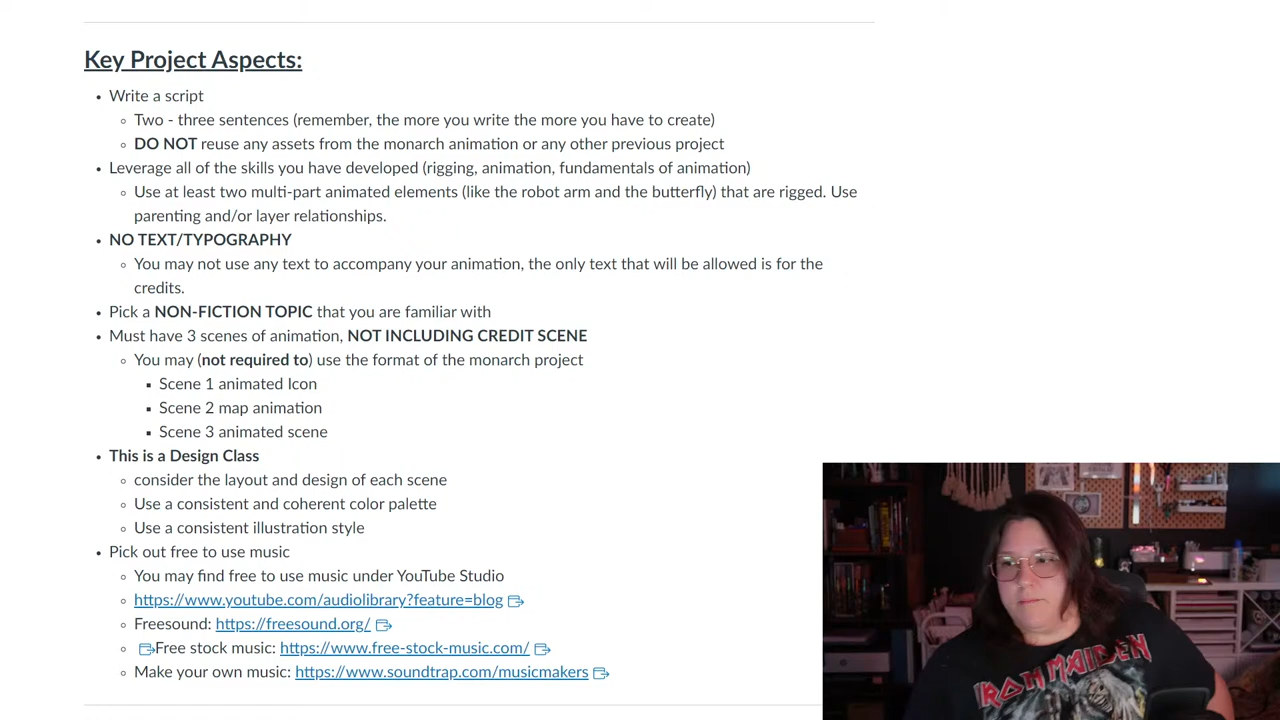 Key Project Aspects:
Write a script
Two - three sentences (remember, the more you write the more you have to create)
DO NOT reuse any assets from the monarch animation or any other previous project
Leverage all of the skills you have developed (rigging, animation, fundamentals of animation)
Use at least two multi-part animated elements (like the robot arm and the butterfly) that are rigged. Use
parenting and/or layer relationships.
NO TEXT/TYPOGRAPHY
You may not use any text to accompany your animation, the only text that will be allowed is for the
credits.
Pick a NON-FICTION TOPIC that you are familiar with
Must have 3 scenes of animation, NOT INCLUDING CREDIT SCENE
You may (not required to) use the format of the monarch project
Scene 1 animated Icon
Scene 2 map animation
Scene 3 animated scene
This is a Design Class
consider the layout and design of each scene
Use a consistent and coherent color palette
Use a consistent illustration style
Pick out free to use music
You may find free to use music under YouTube Studio
https://www.youtube.com/audiolibrary?feature=blog
Freesound: https://freesound.org/
Free stock music: https://www.free-stock-music.com/
Make your own music: https://www.soundtrap.com/musicmakers
IRON MAIDEN